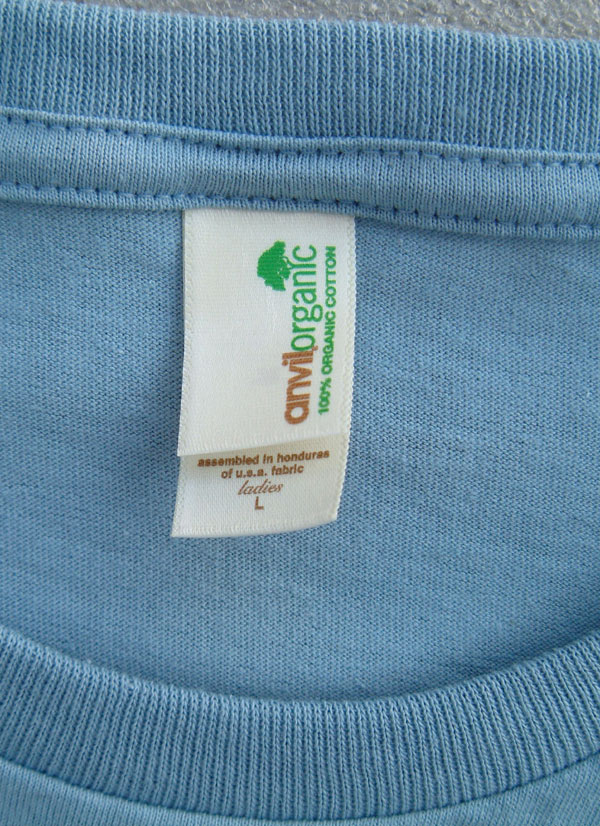 anvilorganic
100% ORGANIC COTTON
assembled in honduras
of u.s.a. fabric
ladies
L